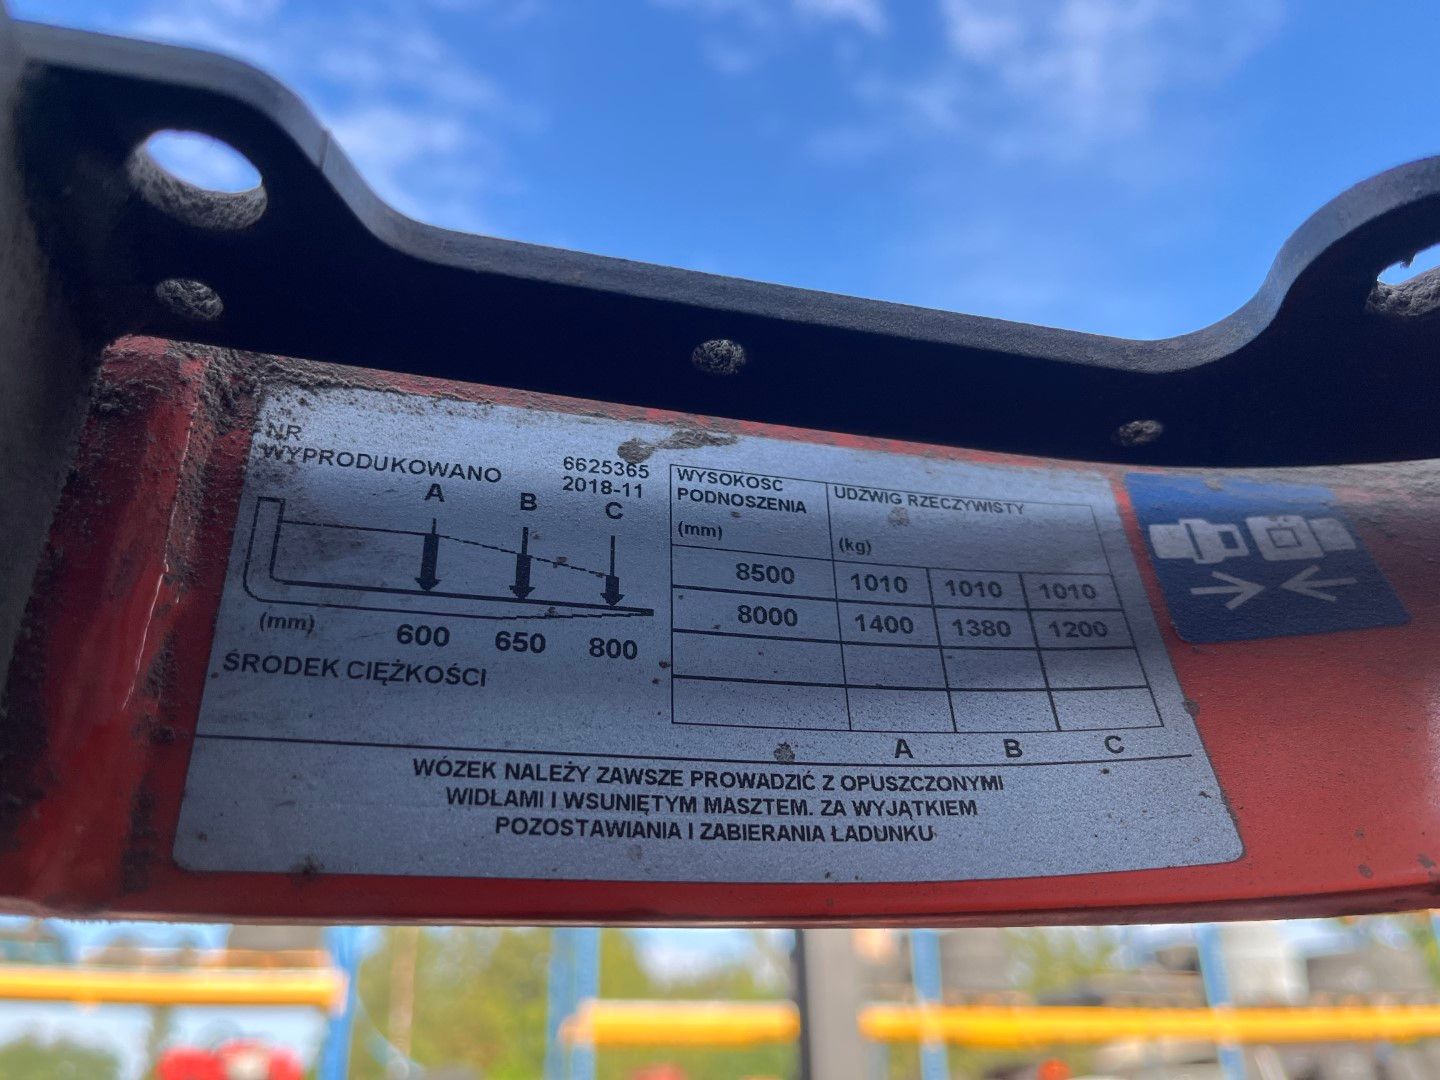 NR 6625365
WYPRODUKOWANO 2018-11
A B C
(mm) 600 650 800
ŚRODEK CIĘŻKOŚCI
WYSOKOSC
PODNOSZENIA
(mm)
UDZWIG RZECZYWISTY
(kg)
8500 1010 1010 1010
8000 1400 1380 1200
A B C
WÓZEK NALEŻY ZAWSZE PROWADZIĆ Z OPUSZCZONYMI
WIDŁAMI I WSUNIĘTYM MASZTEM. ZA WYJĄTKIEM
POZOSTAWIANIA I ZABIERANIA ŁADUNKU